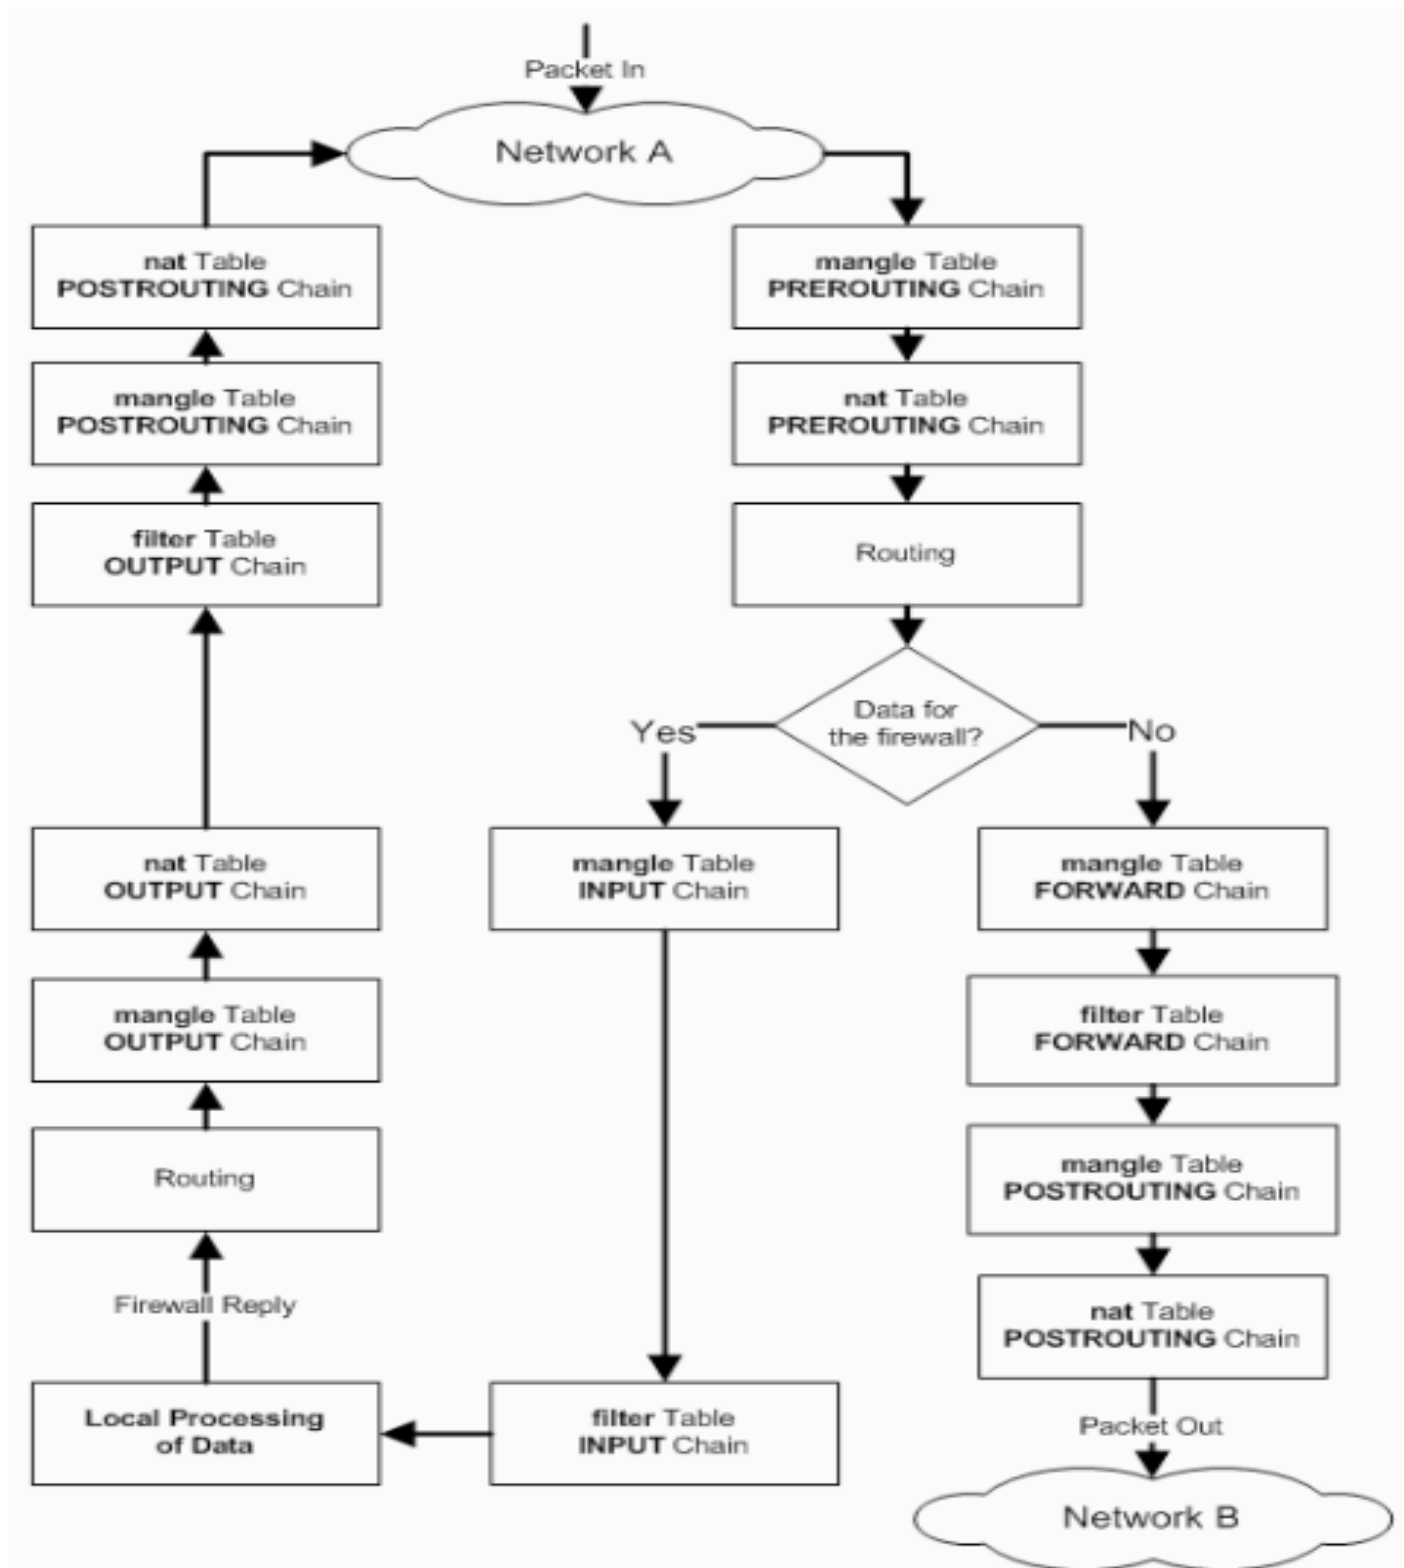 Packet In
Network A
nat Table
POSTROUTING Chain
mangle Table
PREROUTING Chain
mangle Table
POSTROUTING Chain
nat Table
PREROUTING Chain
filter Table
OUTPUT Chain
Routing
Data for
the firewall?
Yes
No
nat Table
OUTPUT Chain
mangle Table
INPUT Chain
mangle Table
FORWARD Chain
mangle Table
OUTPUT Chain
filter Table
FORWARD Chain
Routing
mangle Table
POSTROUTING Chain
Firewall Reply
nat Table
POSTROUTING Chain
Local Processing
of Data
filter Table
INPUT Chain
Packet Out
Network B